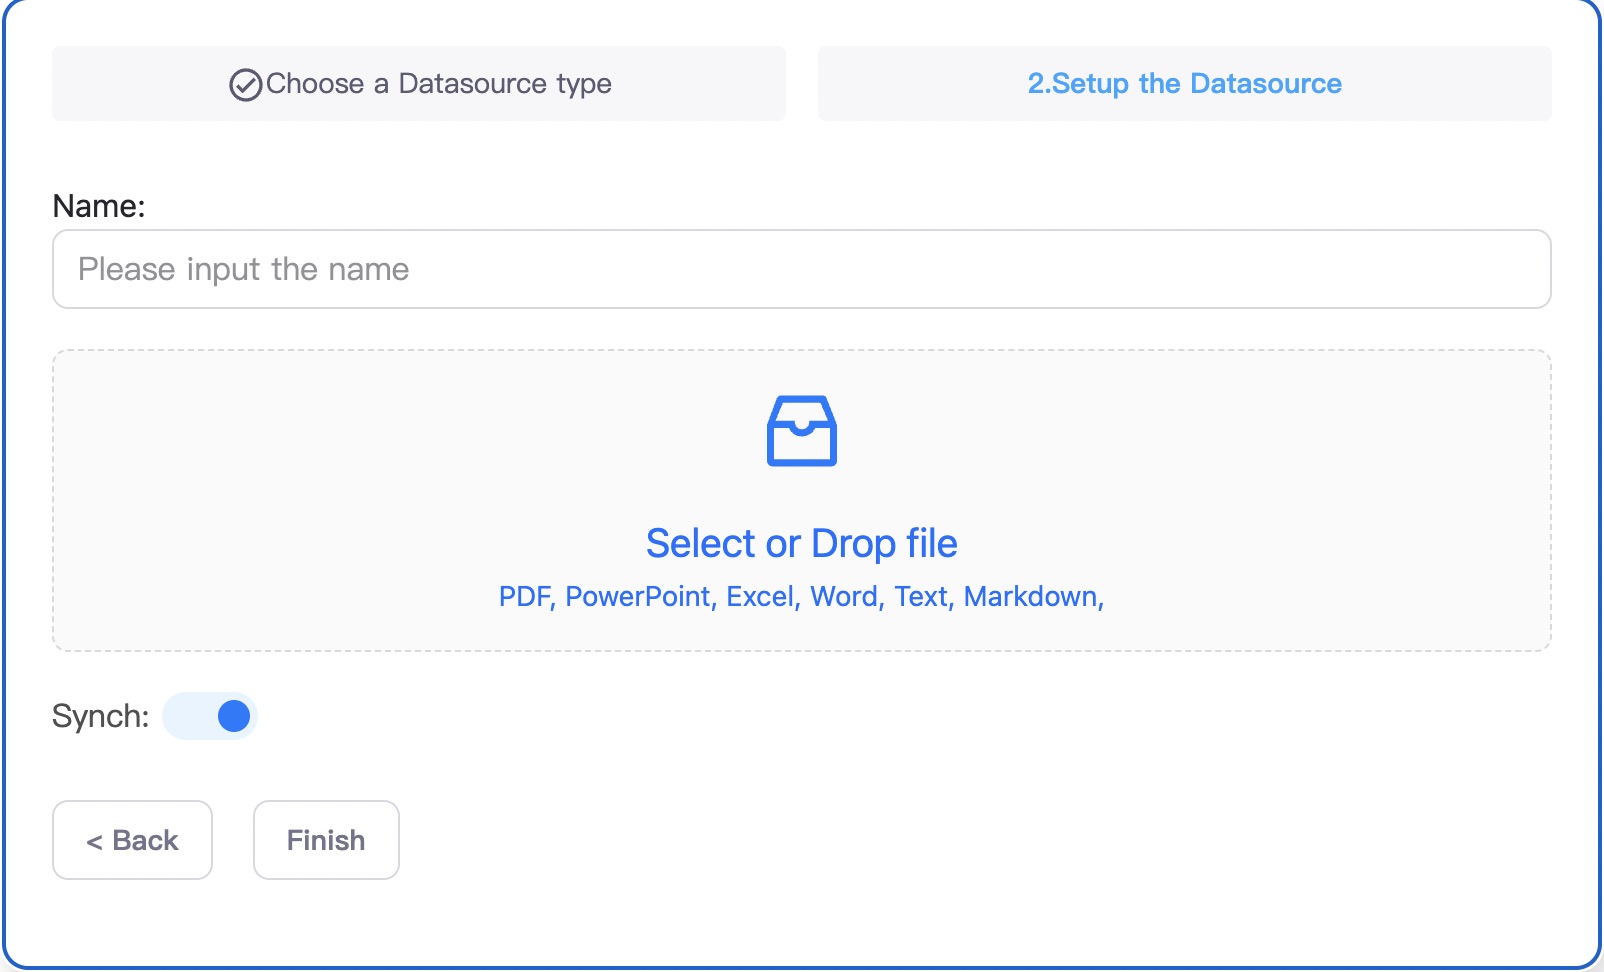 Choose a Datasource type
2.Setup the Datasource
Name:
Please input the name
Select or Drop file
PDF, PowerPoint, Excel, Word, Text, Markdown,
Synch:
< Back
Finish